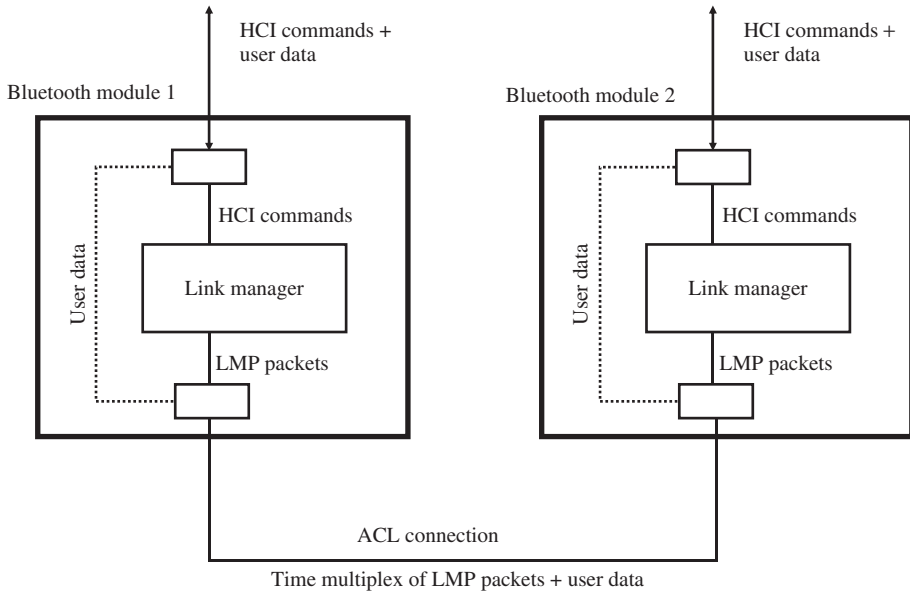 HCI commands +
user data
HCI commands +
user data
Bluetooth module 1
Bluetooth module 2
HCI commands
HCI commands
User data
Link manager
User data
Link manager
LMP packets
LMP packets
ACL connection
Time multiplex of LMP packets + user data